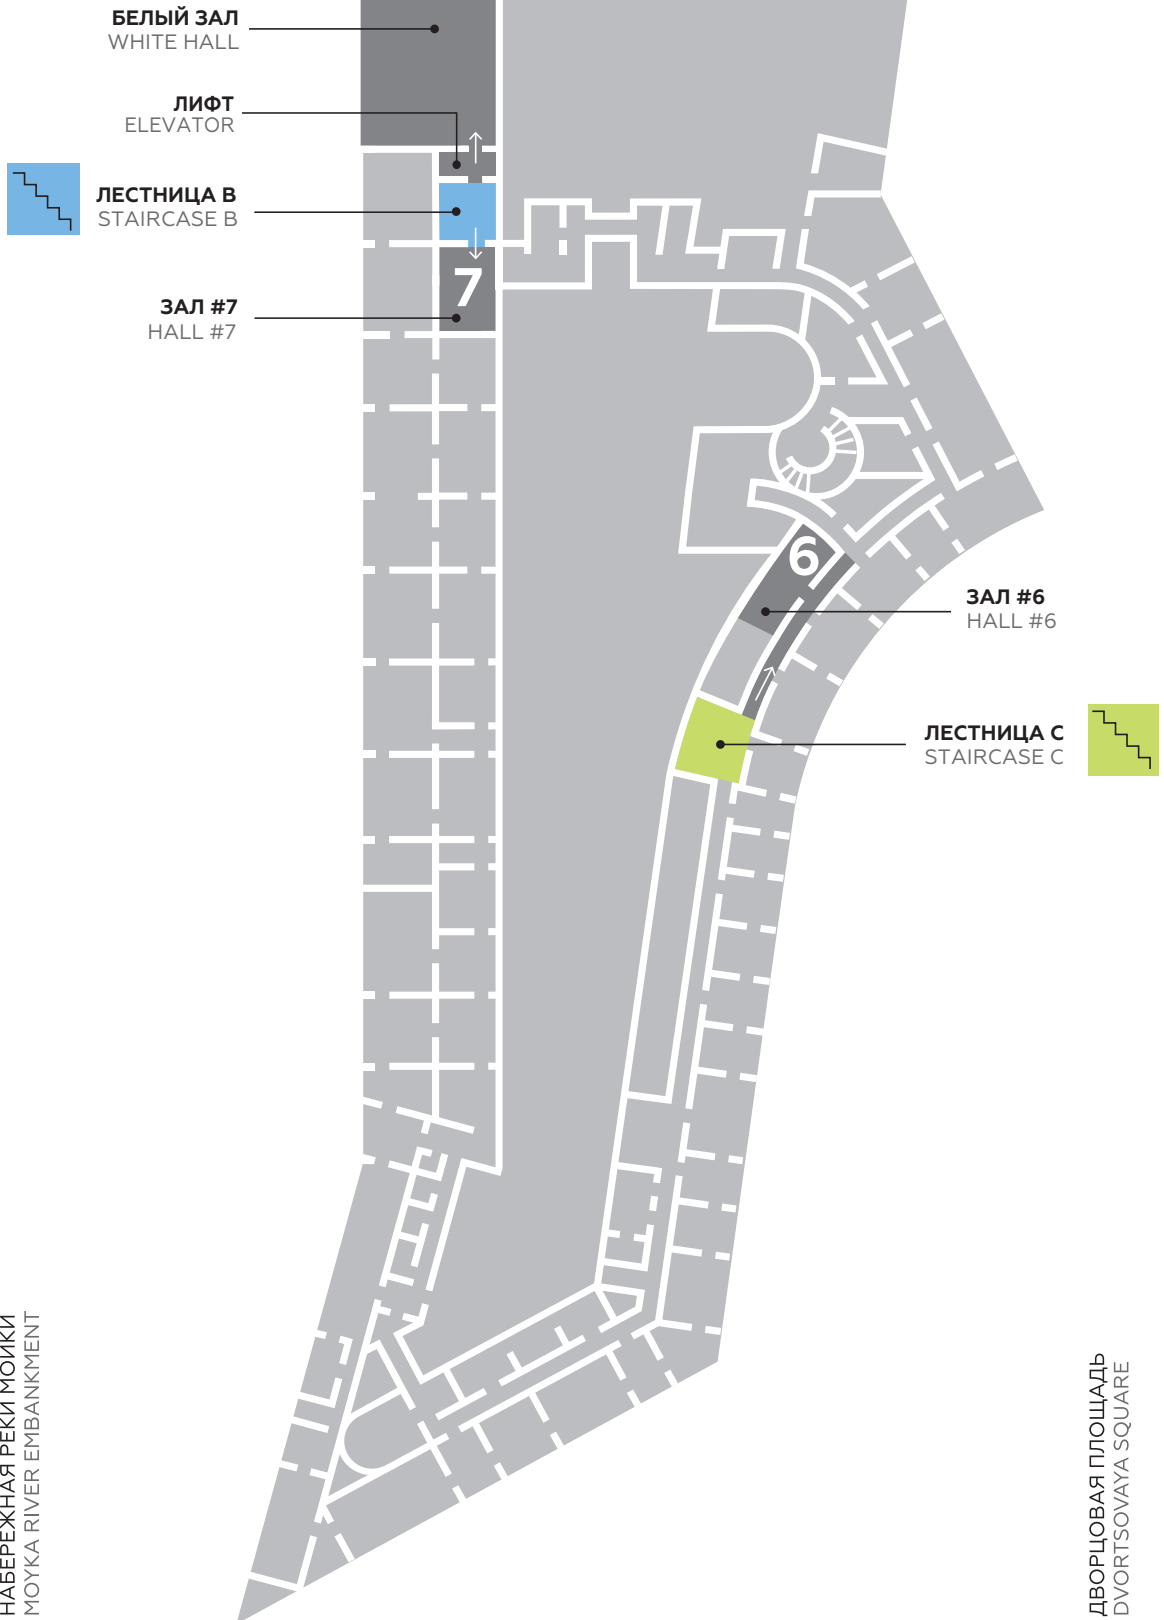 БЕЛЫЙ ЗАЛ
WHITE HALL
ЛИФТ
ELEVATOR
ЛЕСТНИЦА B
STAIRCASE B
7
ЗАЛ #7
HALL #7
6
ЗАЛ #6
HALL #6
ЛЕСТНИЦА C
STAIRCASE C
НАБЕРЕЖНАЯ РЕКИ МОЙКИ
MOYKA RIVER EMBANKMENT
ДВОРЦОВАЯ ПЛОЩАДЬ
DVORTSOVAYA SQUARE